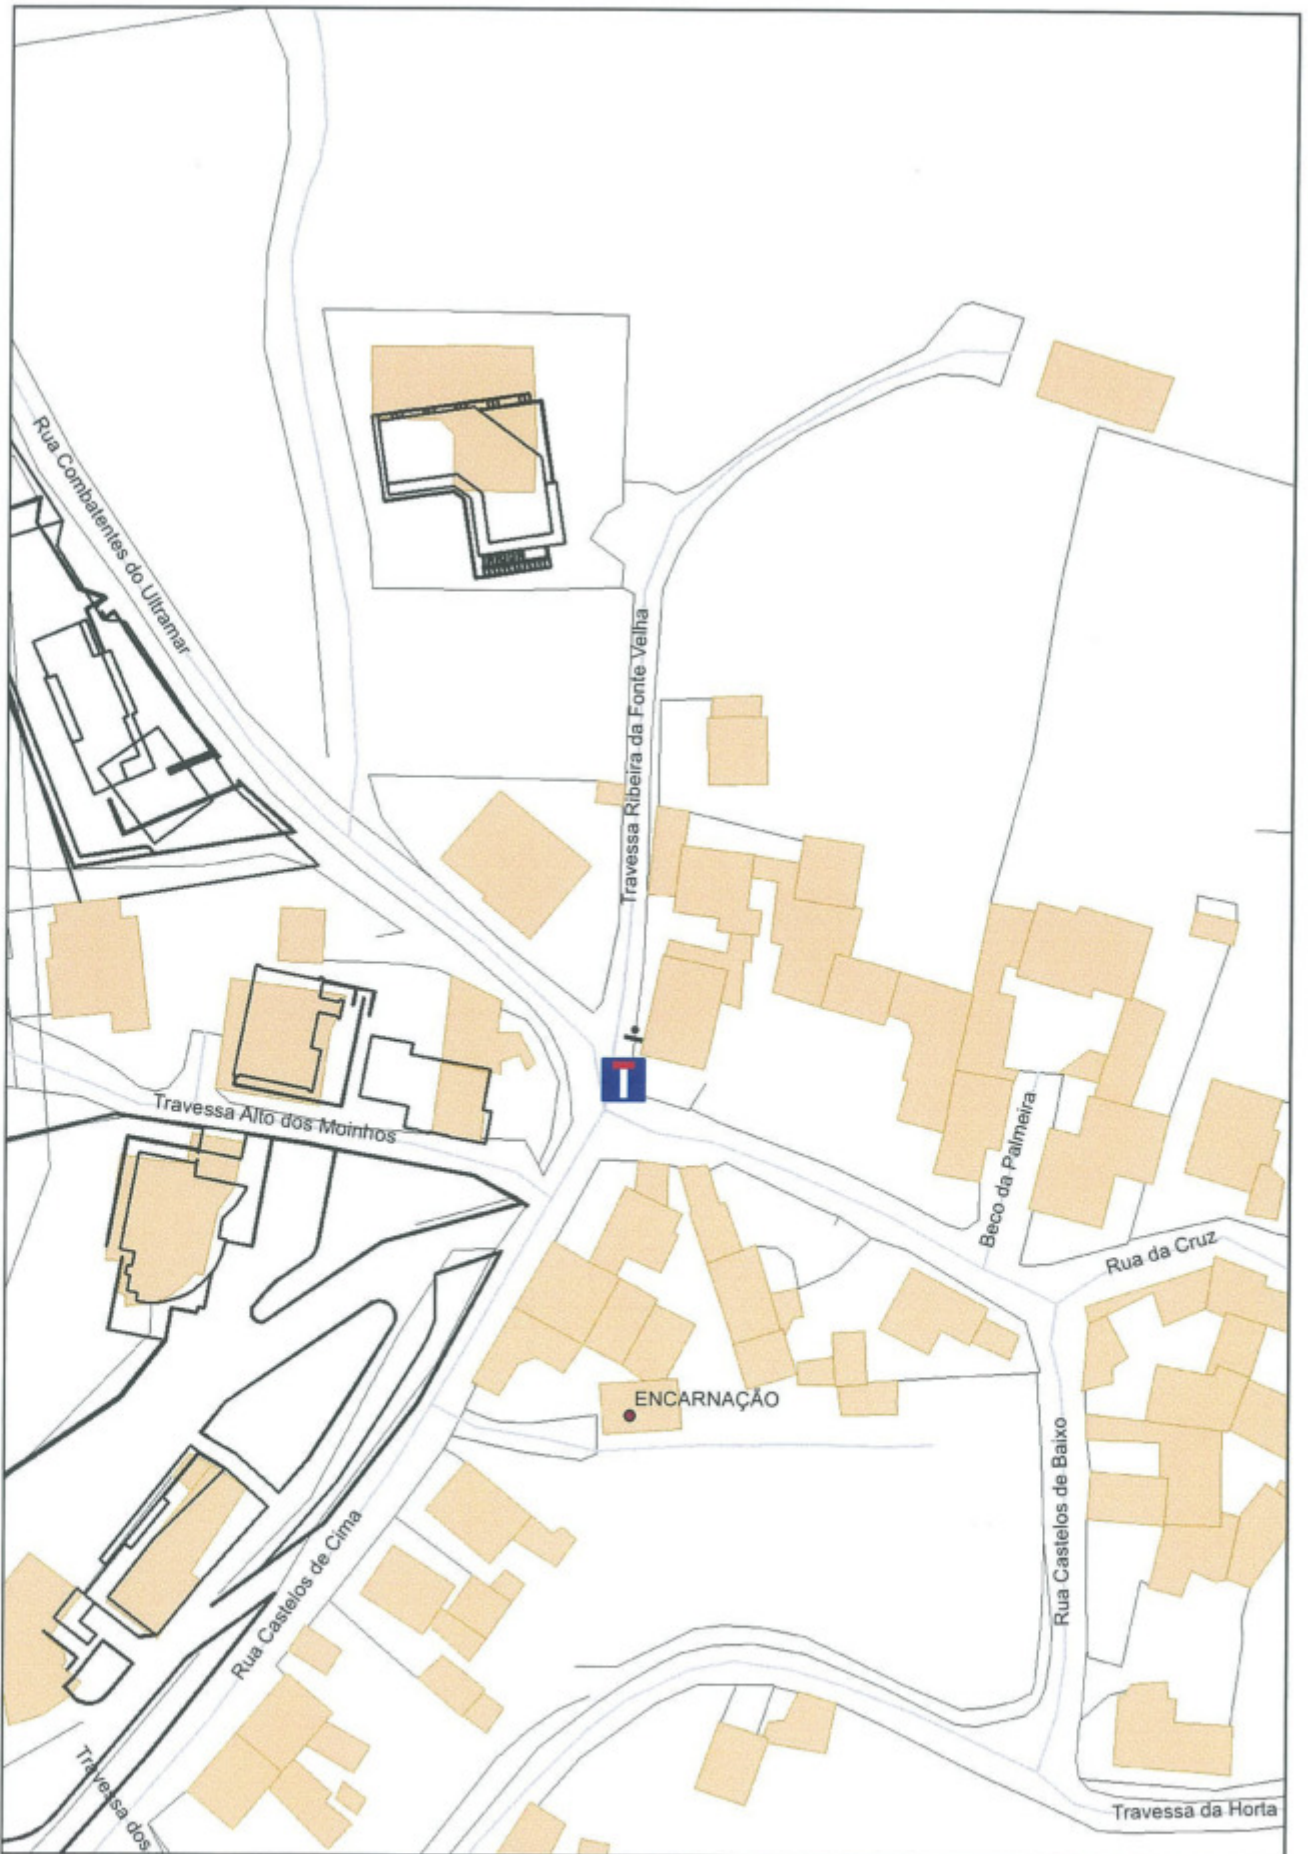 Rua Combatentes do Ultramar
Travessa Ribeira da Fonte Velha
Travessa Alto dos Moinhos
Beco da Palmeira
Rua da Cruz
ENCARNAÇÃO
Rua Castelos de Baixo
Rua Castelos de Cima
Travessa dos
Travessa da Horta